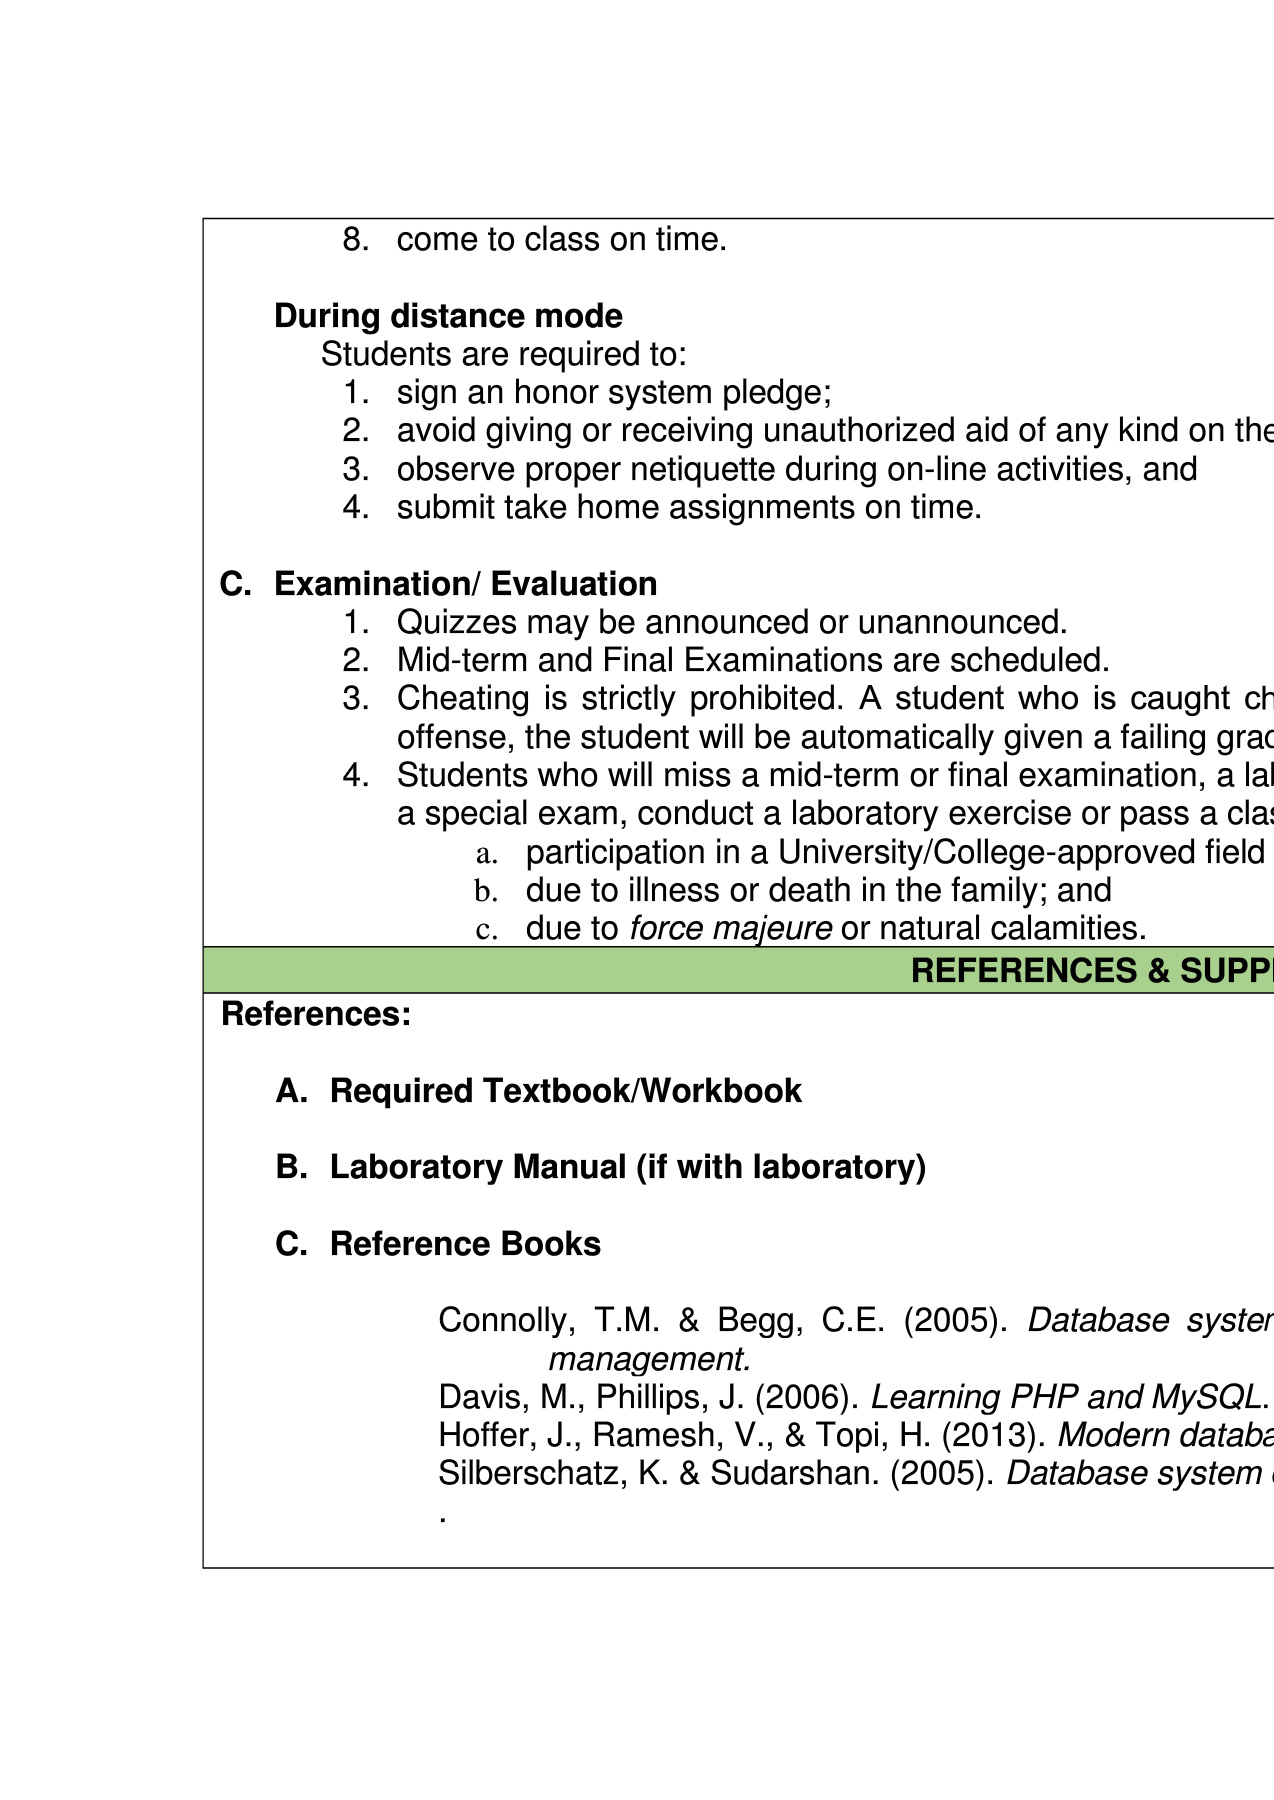 8. come to class on time.
During distance mode
Students are required to:
1. sign an honor system pledge;
2. avoid giving or receiving unauthorized aid of any kind on the
3. observe proper netiquette during on-line activities, and
4. submit take home assignments on time.
C. Examination/ Evaluation
1. Quizzes may be announced or unannounced.
2. Mid-term and Final Examinations are scheduled.
3. Cheating is strictly prohibited. A student who is caught
offense, the student will be automatically given a failing
4. Students who will miss a mid-term or final examination, a
a special exam, conduct a laboratory exercise or pass a
a. participation in a University/College-approved field
b. due to illness or death in the family; and
c. due to force majeure or natural calamities.
REFERENCES &
References:
A. Required Textbook/Workbook
B. Laboratory Manual (if with laboratory)
C. Reference Books
Connolly, T.M. & Begg, C.E. (2005). Database
management.
Davis, M., Phillips, J. (2006). Learning PHP and MySQL.
Hoffer, J., Ramesh, V., & Topi, H. (2013). Modern
Silberschatz, K. & Sudarshan. (2005). Database system
.